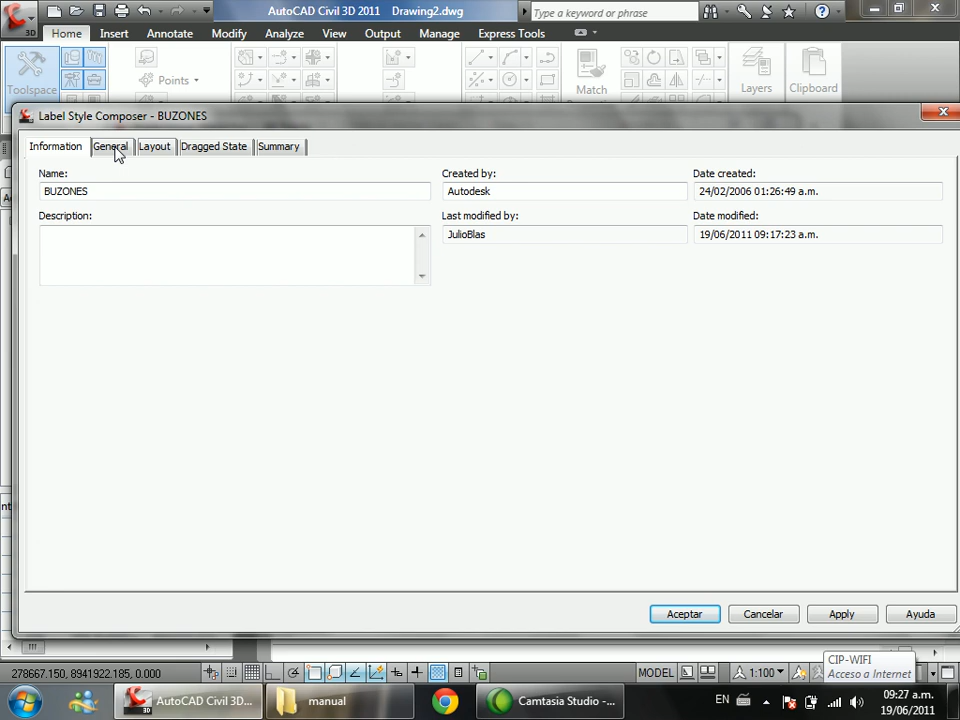 AutoCAD Civil 3D 2011 Drawing2.dwg
Type a keyword or phrase
3D
Home Insert Annotate Modify Analyze View Output Manage Express Tools
Toolspace
Points
Match
Layers
Clipboard
Label Style Composer - BUZONES
Information General Layout Dragged State Summary
Name: Created by: Date created:
BUZONES Autodesk 24/02/2006 01:26:49 a.m.
Description: Last modified by: Date modified:
JulioBlas 19/06/2011 09:17:23 a.m.
Aceptar Cancelar Apply Ayuda
278667.150, 8941922.185, 0.000
MODEL 1:100
CIP-WIFI
Acceso a Internet
AutoCAD Civil 3D... manual Camtasia Studio -...
EN 09:27 a.m.
19/06/2011